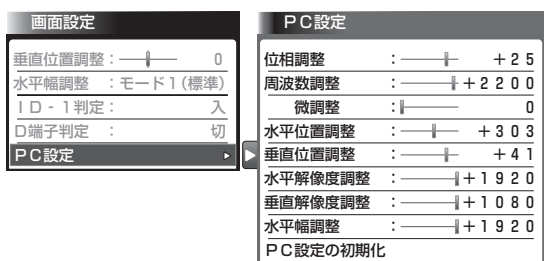 画面設定
垂直位置調整： 0
水平幅調整 ：モード1(標準)
ID-1判定： 入
D端子判定 ： 切
PC設定
PC設定
位相調整 ： +25
周波数調整 ： +2200
微調整 ： 0
水平位置調整 ： +303
垂直位置調整 ： +41
水平解像度調整 ： +1920
垂直解像度調整 ： +1080
水平幅調整 ： +1920
PC設定の初期化